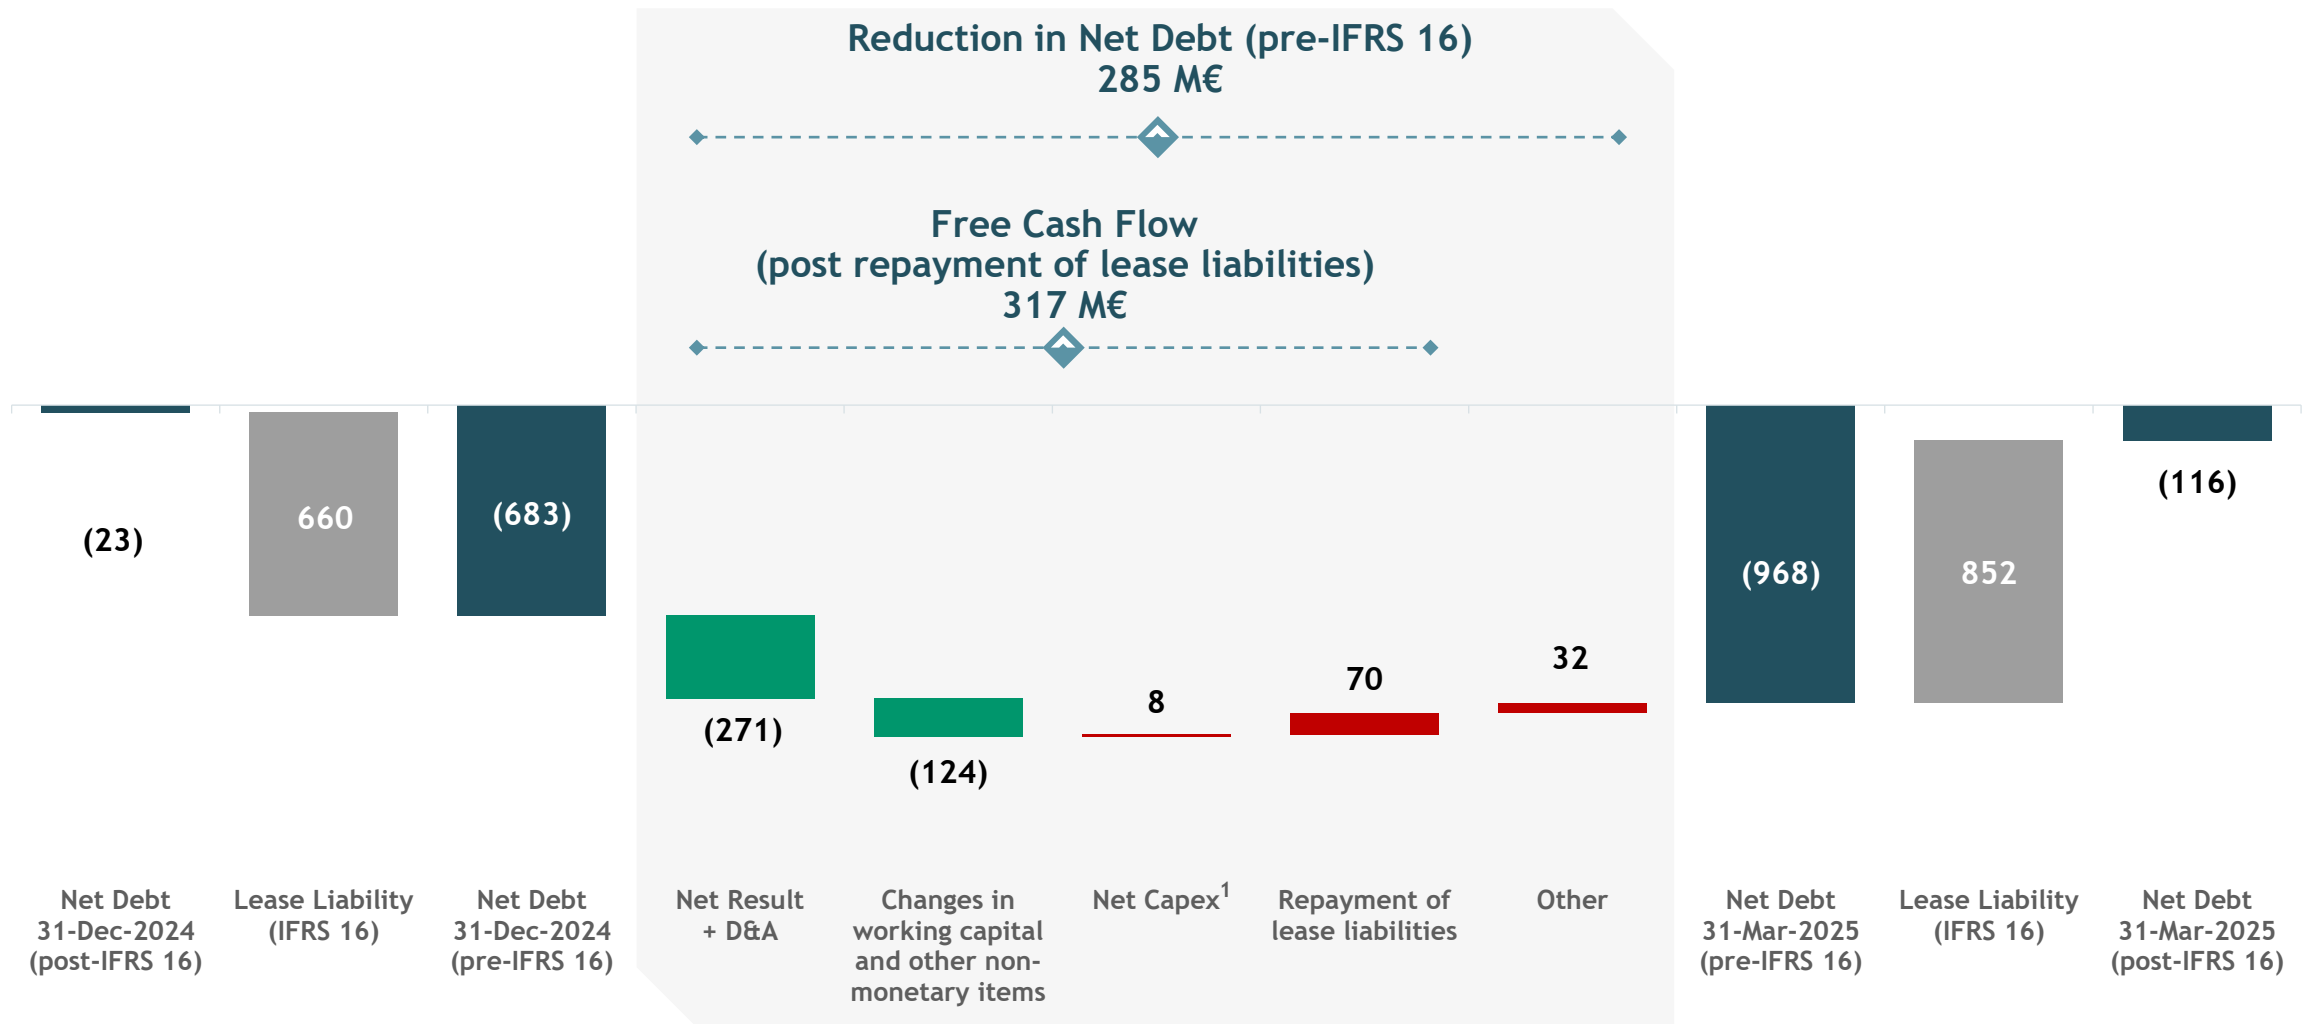 Reduction in Net Debt (pre-IFRS 16)
285 M€
Free Cash Flow
(post repayment of lease liabilities)
317 M€
(23)
660
(683)
(271)
(124)
8
70
32
(968)
852
(116)
Net Debt
31-Dec-2024
(post-IFRS 16)
Lease Liability
(IFRS 16)
Net Debt
31-Dec-2024
(pre-IFRS 16)
Net Result
+ D&A
Changes in
working capital
and other non-
monetary items
Net Capex1
Repayment of
lease liabilities
Other
Net Debt
31-Mar-2025
(pre-IFRS 16)
Lease Liability
(IFRS 16)
Net Debt
31-Mar-2025
(post-IFRS 16)